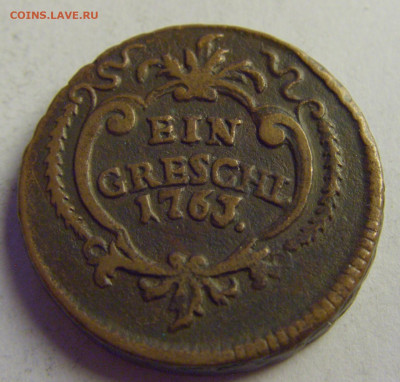 COINS.LAVE.RU
EIN
GRESCHL
1763.